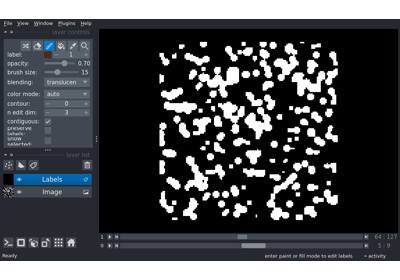 File View Window Plugins Help
layer controls
label: 1
opacity: 0.70
brush size: 15
blending: translucen
color mode: auto
contour: 0
n edit dim: 3
contiguous:
preserve
labels:
show
selected:
layer list
Labels
Image
1 64 127
0 5 9
Ready enter paint or fill mode to edit labels activity